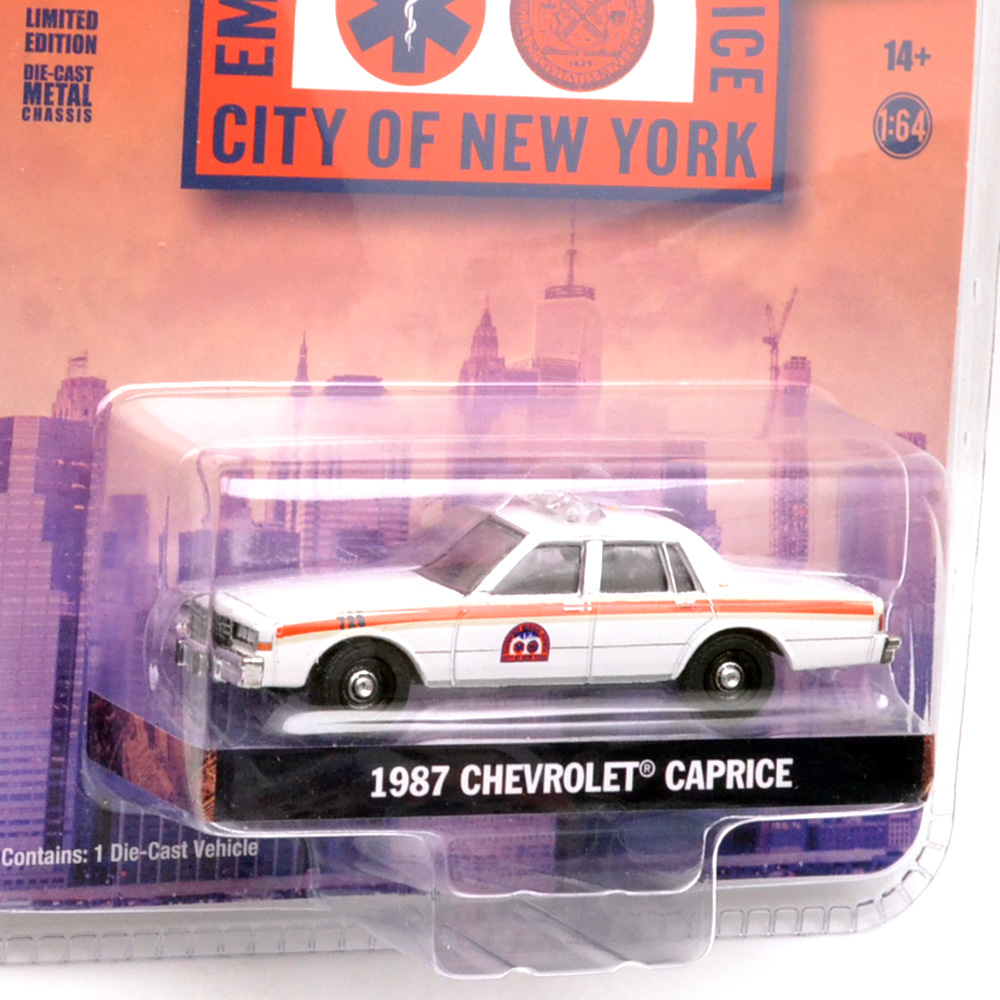 LIMITED
EDITION
DIE-CAST
METAL
CHASSIS
EM
ICE
CITY OF NEW YORK
14+
1:64
1987 CHEVROLET® CAPRICE
Contains: 1 Die-Cast Vehicle